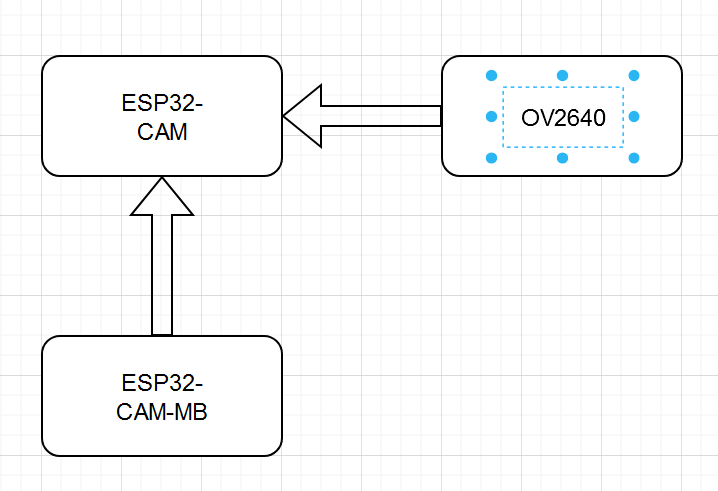 ESP32-
CAM
OV2640
ESP32-
CAM-MB